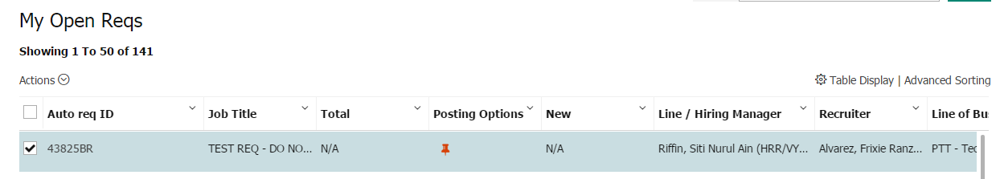 My Open Reqs
Showing 1 To 50 of 141
Actions
Table Display | Advanced Sorting
Auto req ID Job Title Total Posting Options New Line / Hiring Manager Recruiter Line of Bu
43825BR TEST REQ - DO NO... N/A N/A Riffin, Siti Nurul Ain (HRR/VY... Alvarez, Frixie Ranz... PTT - Tec